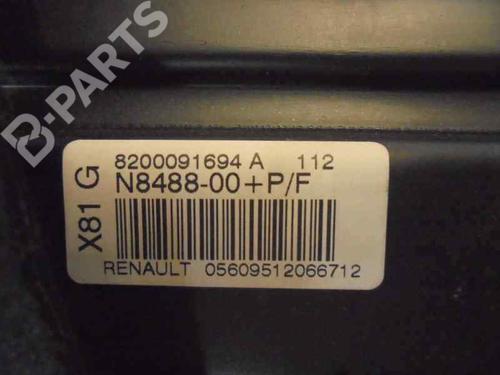 B-PARTS
X81 G
8200091694 A 112
N8488-00+P/F
RENAULT 05609512066712